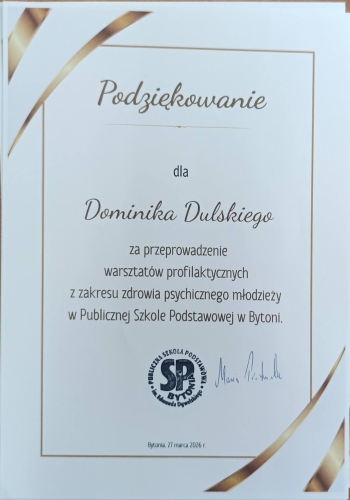 Podziękowanie
dla
Dominika Dulskiego
za przeprowadzenie
warsztatów profilaktycznych
z zakresu zdrowia psychicznego młodzieży
w Publicznej Szkole Podstawowej w Bytoni.
PUBLICZNA SZKOŁA PODSTAWOWA
SP
BYTONIA
Bytonia, 27 marca 2026 r.